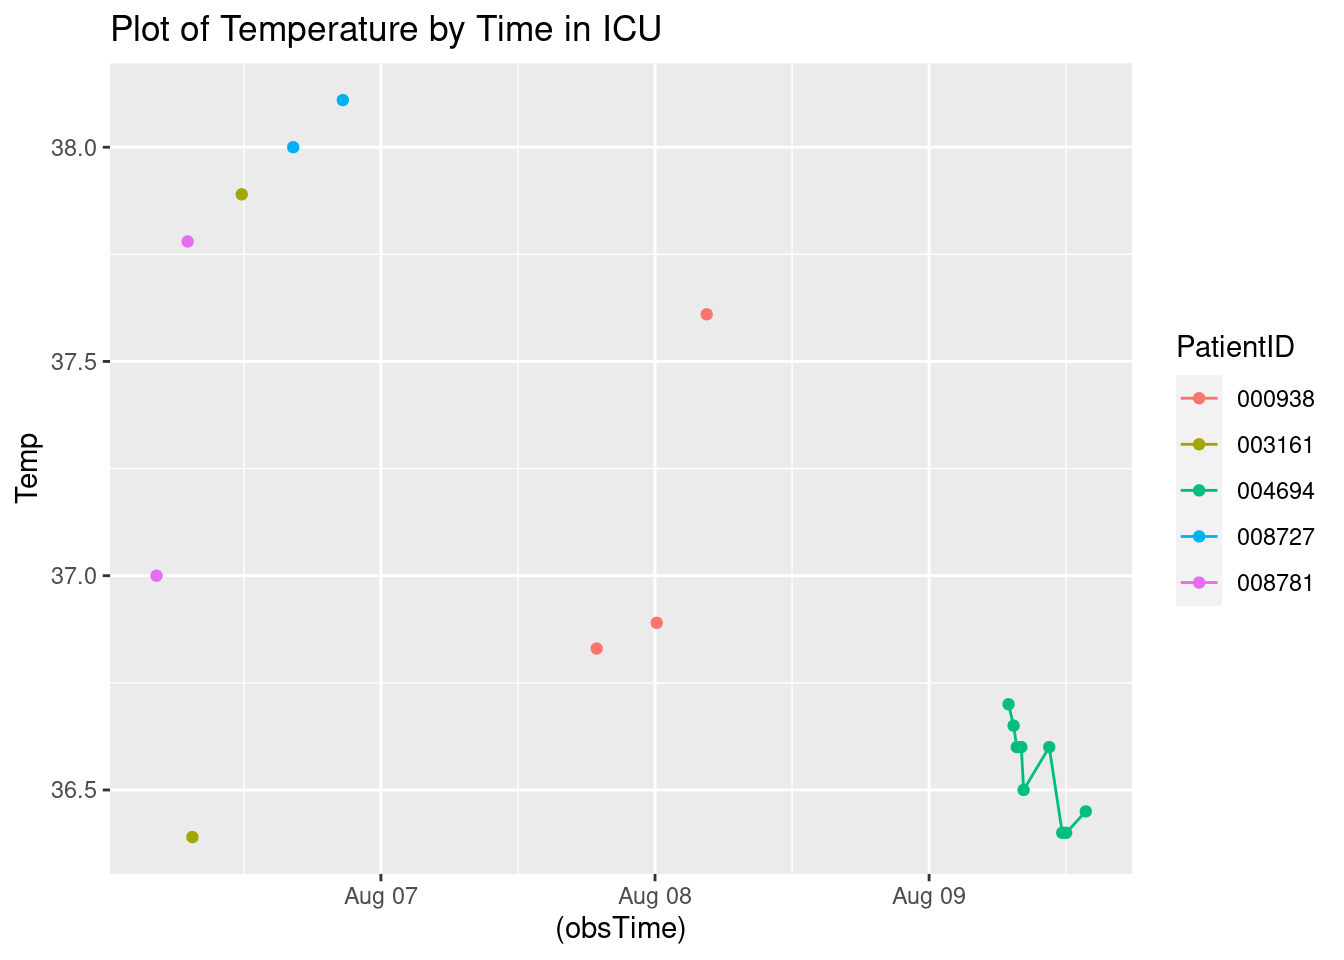 Plot of Temperature by Time in ICU
38.0
37.5
37.0
36.5
Temp
Aug 07
Aug 08
Aug 09
(obsTime)
PatientID
000938
003161
004694
008727
008781